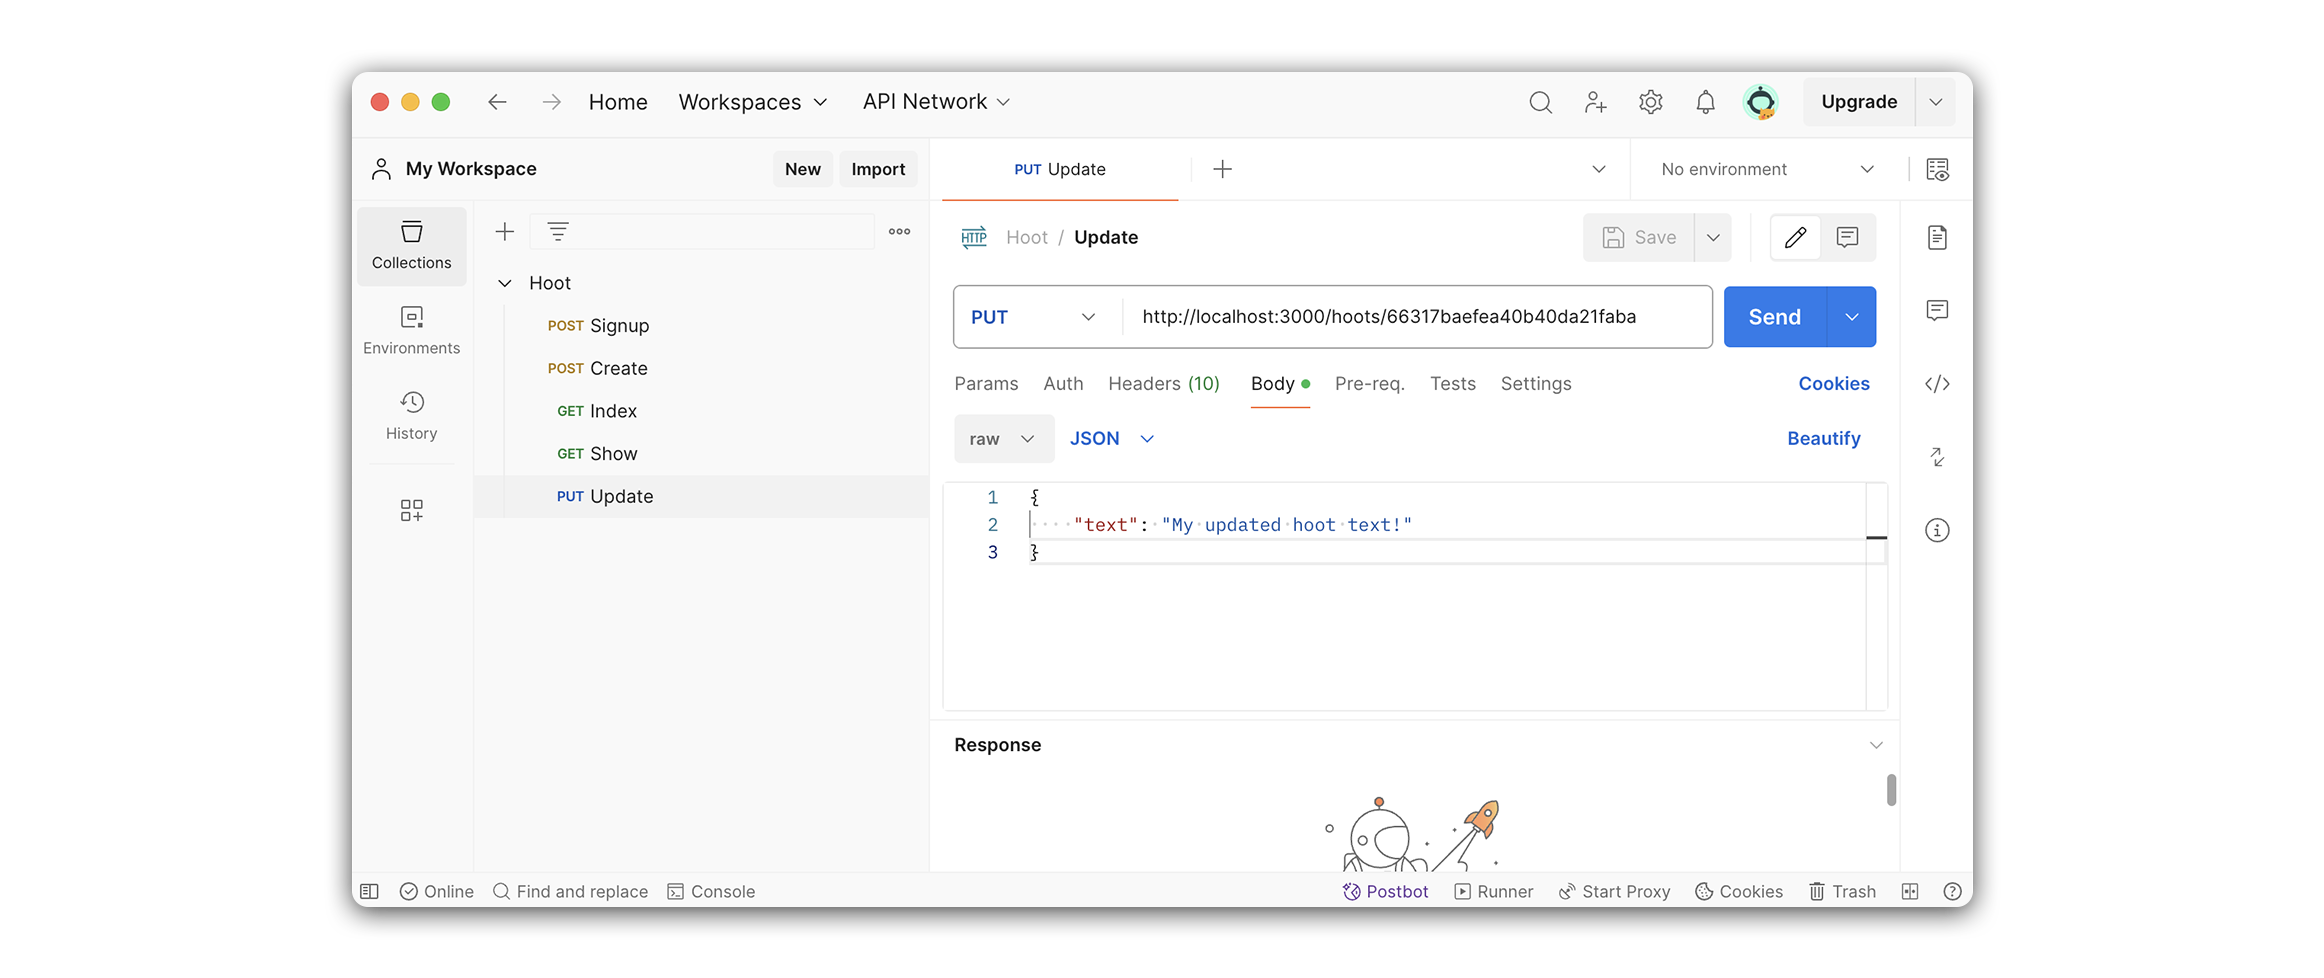 Home Workspaces API Network Upgrade
My Workspace New Import PUT Update No environment
Collections
Environments
History
Hoot
POST Signup
POST Create
GET Index
GET Show
PUT Update
HTTP Hoot / Update Save
PUT http://localhost:3000/hoots/66317baefea40b40da21faba Send
Params Auth Headers (10) Body Pre-req. Tests Settings Cookies
raw JSON Beautify
1 {
2 "text": "My updated hoot text!"
3 }
Response
Online Find and replace Console Postbot Runner Start Proxy Cookies Trash